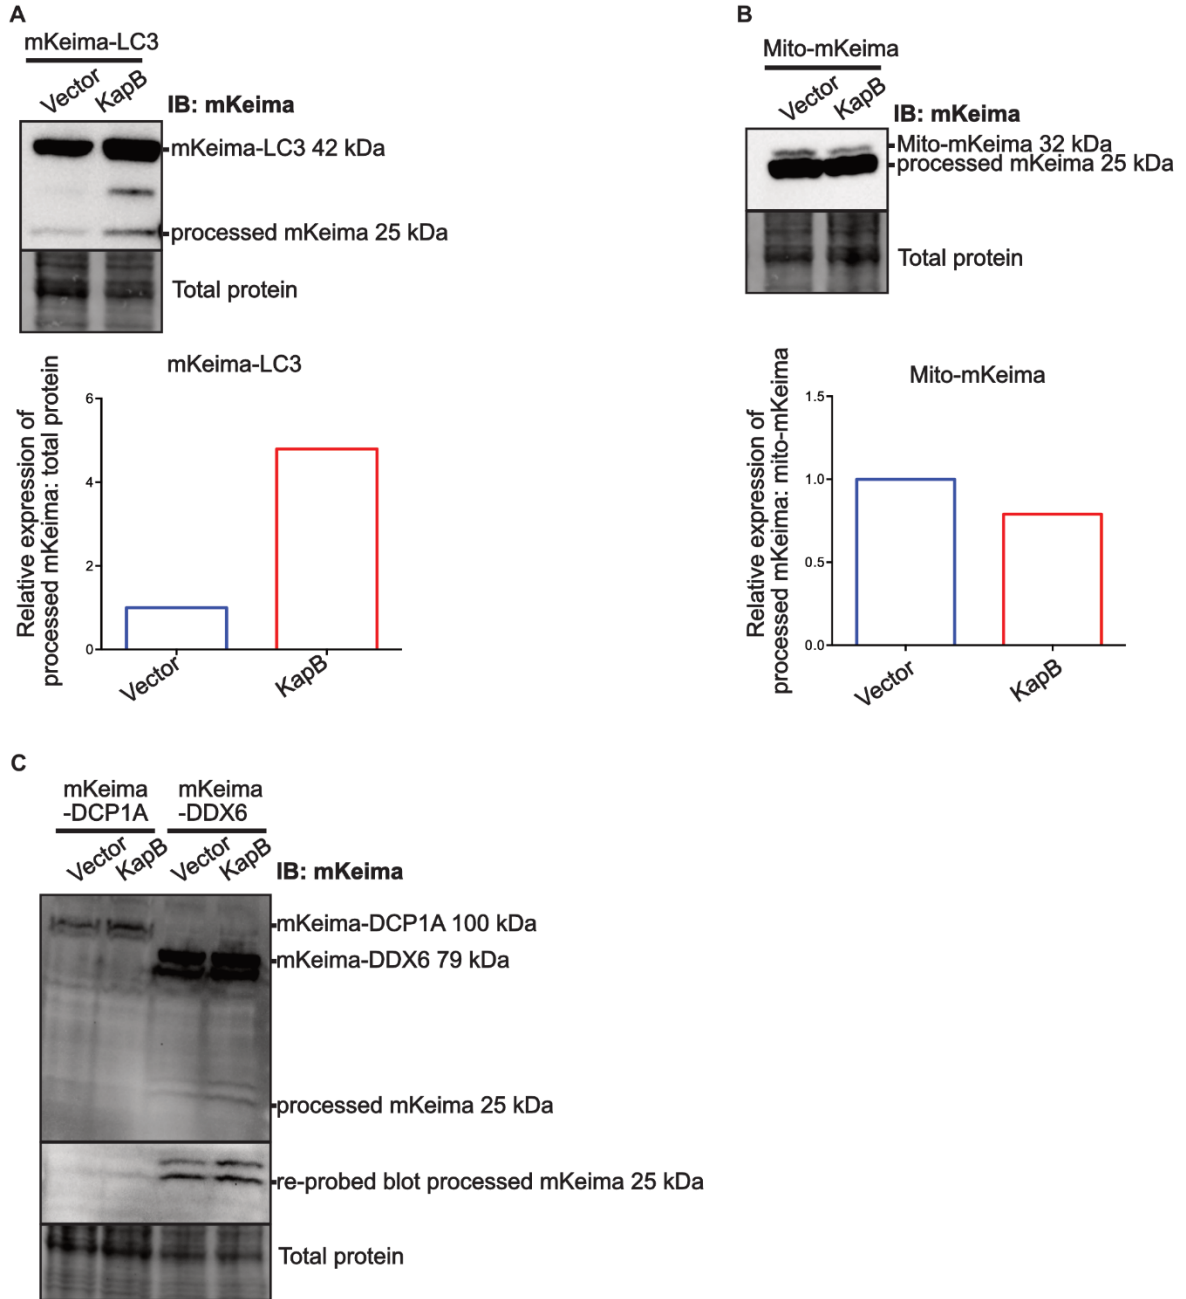 A
mKeima-LC3
Vector
KapB
IB: mKeima
mKeima-LC3 42 kDa
processed mKeima 25 kDa
Total protein
mKeima-LC3
Relative expression of
processed mKeima: total protein
6
4
2
0
Vector
KapB
B
Mito-mKeima
Vector
KapB
IB: mKeima
Mito-mKeima 32 kDa
processed mKeima 25 kDa
Total protein
Mito-mKeima
Relative expression of
processed mKeima: mito-mKeima
1.5
1.0
0.5
0.0
Vector
KapB
C
mKeima
-DCP1A
mKeima
-DDX6
Vector
KapB
Vector
KapB
IB: mKeima
mKeima-DCP1A 100 kDa
mKeima-DDX6 79 kDa
processed mKeima 25 kDa
re-probed blot processed mKeima 25 kDa
Total protein